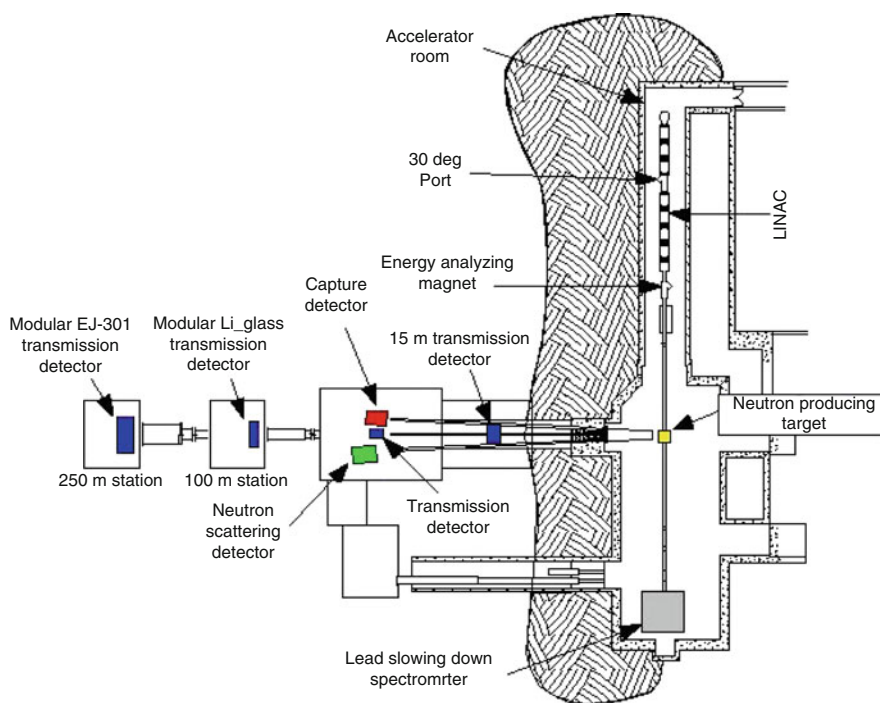 Accelerator
room
30 deg
Port
LINAC
Energy analyzing
magnet
Capture
detector
Modular EJ-301
transmission
detector
Modular Li_glass
transmission
detector
15 m transmission
detector
Neutron producing
target
250 m station
100 m station
Neutron
scattering
detector
Transmission
detector
Lead slowing down
spectromrter